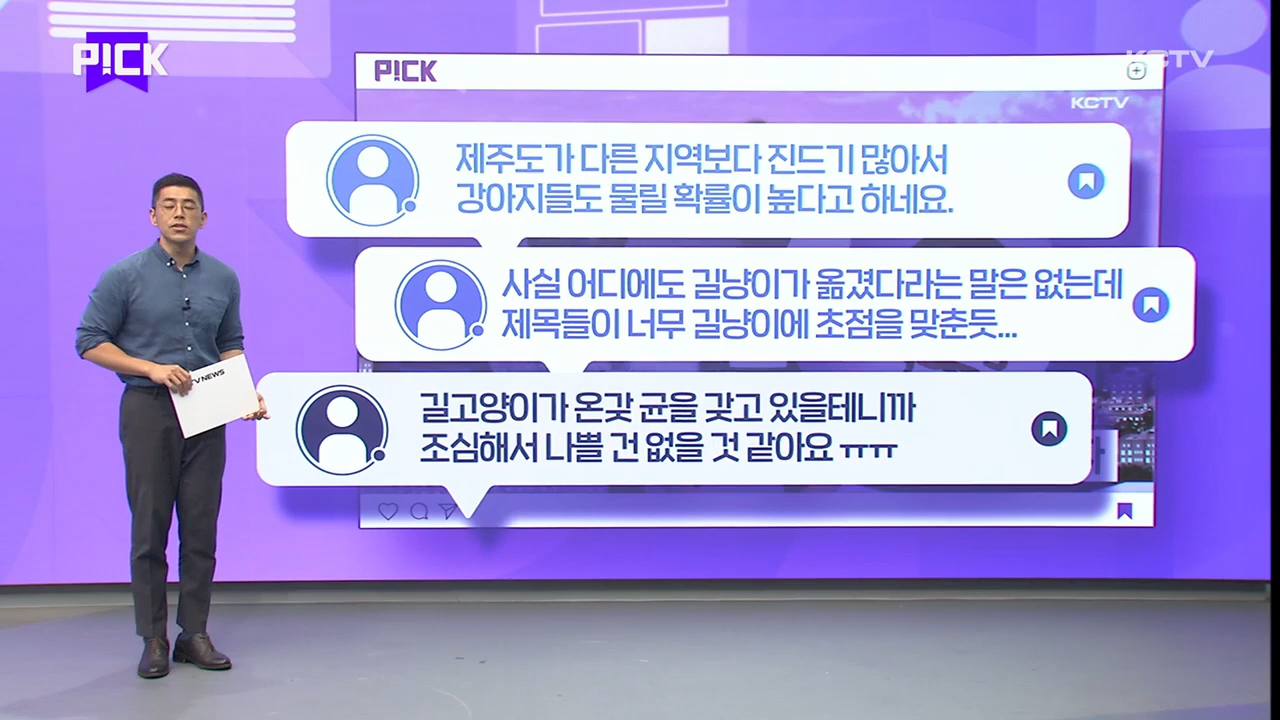 P!CK
KCTV
P!CK
KCTV
제주도가 다른 지역보다 진드기 많아서
강아지들도 물릴 확률이 높다고 하네요.
사실 어디에도 길냥이가 옮겼다라는 말은 없는데
제목들이 너무 길냥이에 초점을 맞춘듯...
길고양이가 온갖 균을 갖고 있을테니까
조심해서 나쁠 건 없을 것 같아요 ㅠㅠ
TV NEWS